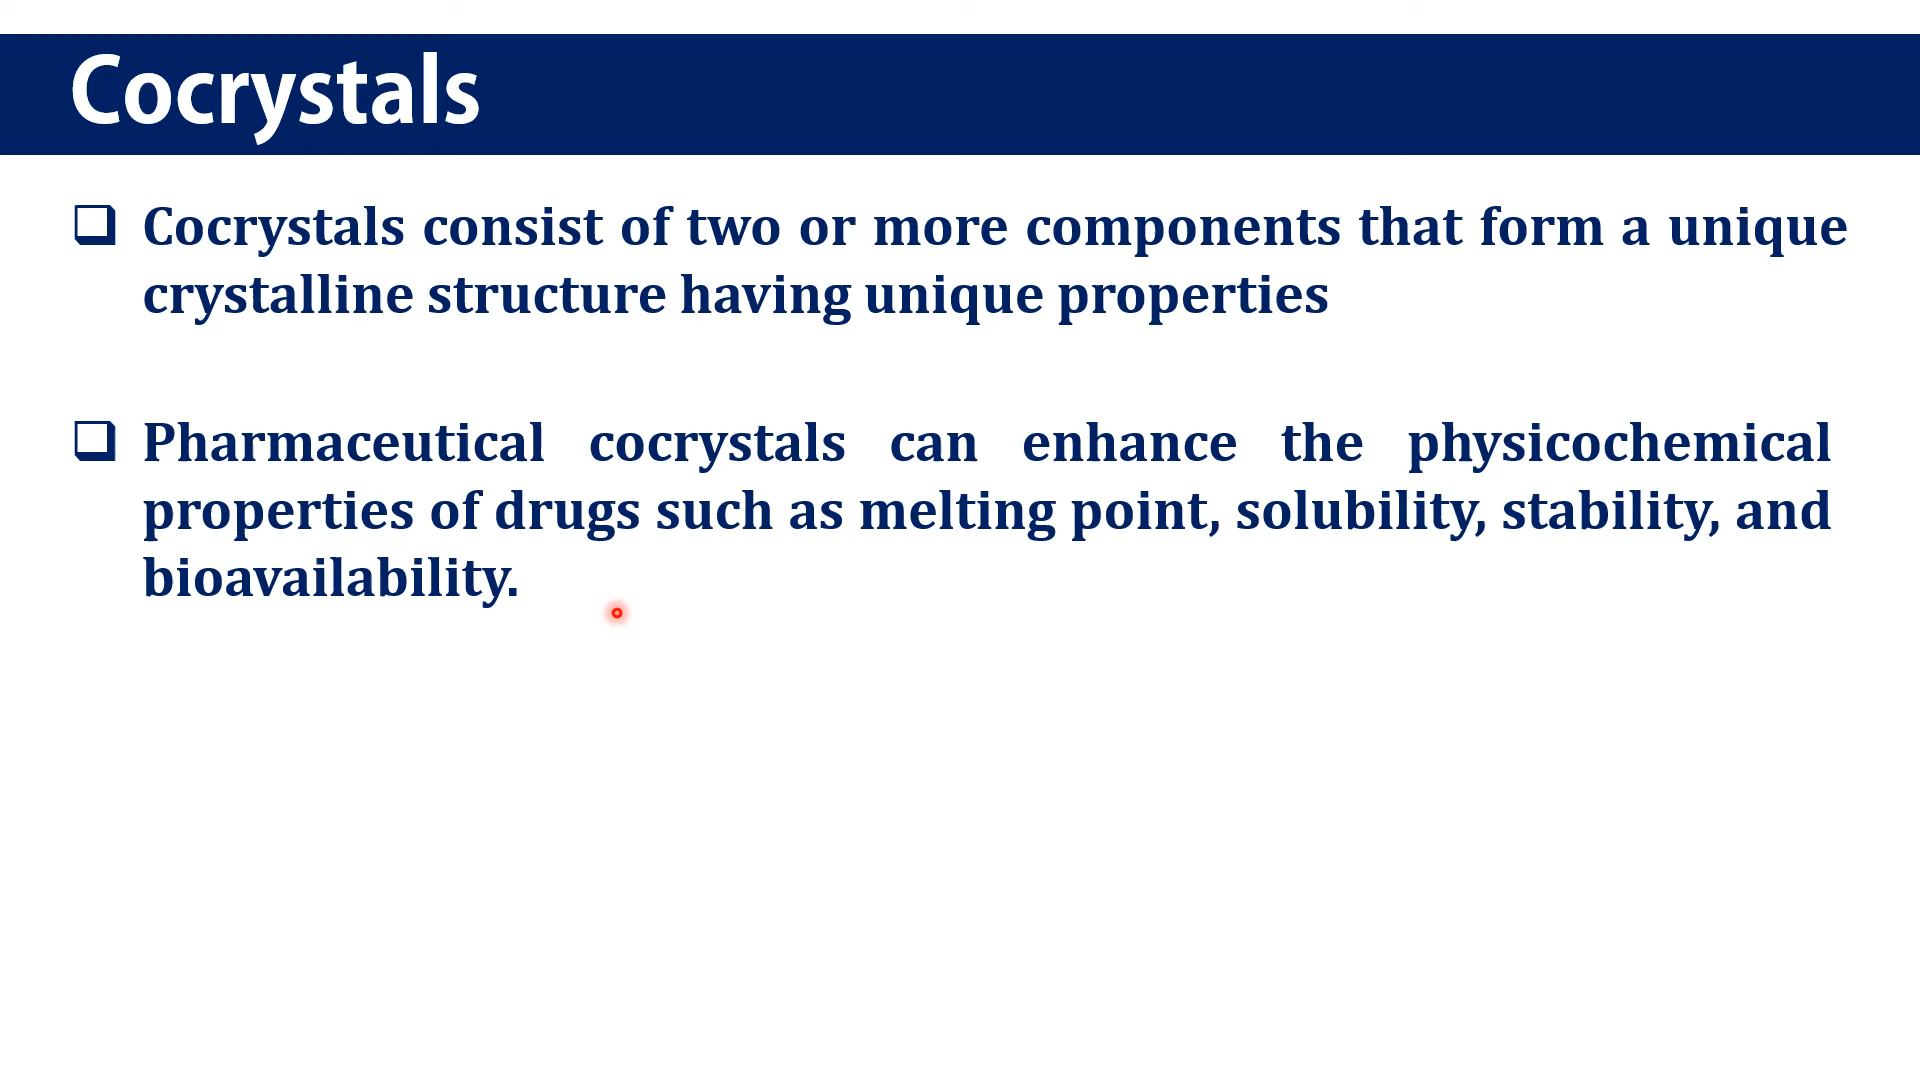 Cocrystals
❑ Cocrystals consist of two or more components that form a unique
crystalline structure having unique properties
❑ Pharmaceutical cocrystals can enhance the physicochemical
properties of drugs such as melting point, solubility, stability, and
bioavailability.